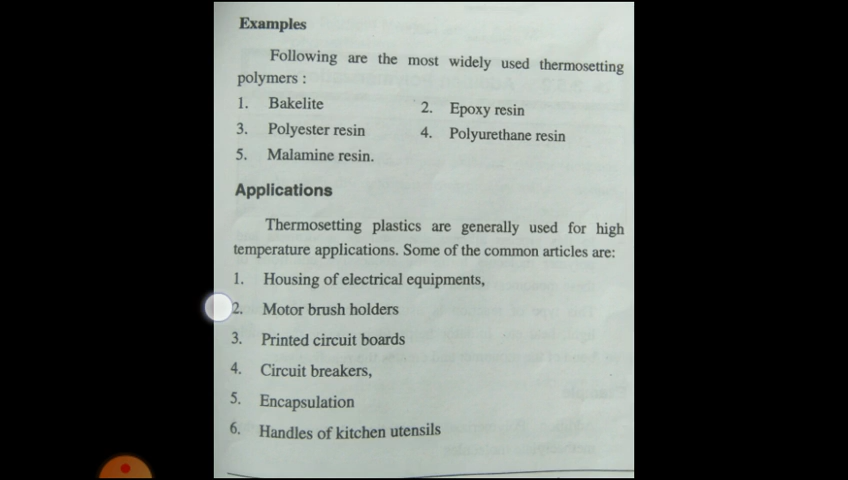 Examples
Following are the most widely used thermosetting
polymers :
1. Bakelite 2. Epoxy resin
3. Polyester resin 4. Polyurethane resin
5. Malamine resin.
Applications
Thermosetting plastics are generally used for high
temperature applications. Some of the common articles are:
1. Housing of electrical equipments,
2. Motor brush holders
3. Printed circuit boards
4. Circuit breakers,
5. Encapsulation
6. Handles of kitchen utensils